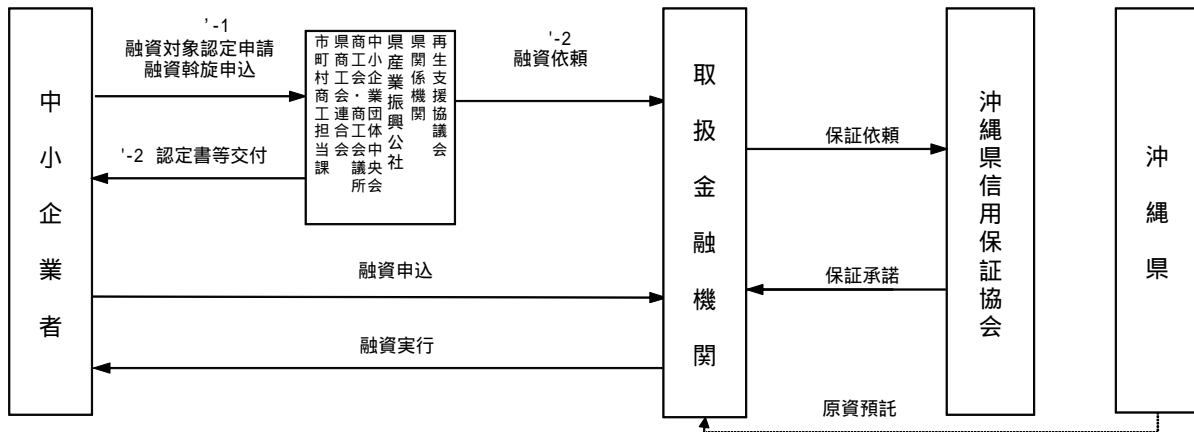 中小企業者
'-1
融資対象認定申請
融資斡旋申込
'-2 認定書等交付
再生支援協議会
県関係機関
県産業振興公社
中小企業団体中央会
商工会・商工会議所
県商工会連合会
市町村商工担当課
'-2
融資依頼
融資申込
融資実行
取扱金融機関
保証依頼
保証承諾
原資預託
沖縄県信用保証協会
沖縄県